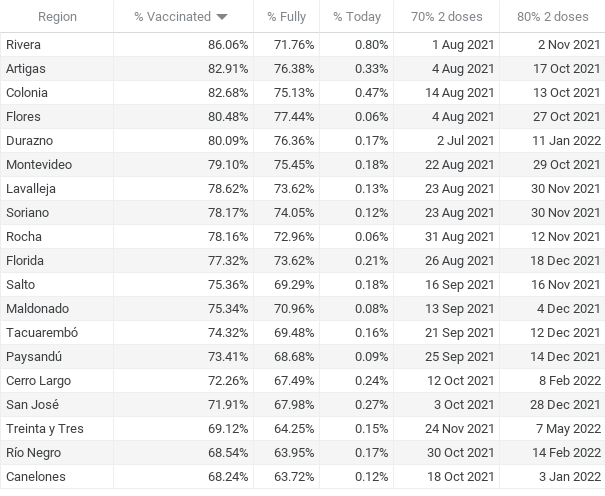 Region % Vaccinated % Fully % Today 70% 2 doses 80% 2 doses
Rivera 86.06% 71.76% 0.80% 1 Aug 2021 2 Nov 2021
Artigas 82.91% 76.38% 0.33% 4 Aug 2021 17 Oct 2021
Colonia 82.68% 75.13% 0.47% 14 Aug 2021 13 Oct 2021
Flores 80.48% 77.44% 0.06% 4 Aug 2021 27 Oct 2021
Durazno 80.09% 76.36% 0.17% 2 Jul 2021 11 Jan 2022
Montevideo 79.10% 75.45% 0.18% 22 Aug 2021 29 Oct 2021
Lavalleja 78.62% 73.62% 0.13% 23 Aug 2021 30 Nov 2021
Soriano 78.17% 74.05% 0.12% 23 Aug 2021 30 Nov 2021
Rocha 78.16% 72.96% 0.06% 31 Aug 2021 12 Nov 2021
Florida 77.32% 73.62% 0.21% 26 Aug 2021 18 Dec 2021
Salto 75.36% 69.29% 0.18% 16 Sep 2021 16 Nov 2021
Maldonado 75.34% 70.96% 0.08% 13 Sep 2021 4 Dec 2021
Tacuarembó 74.32% 69.48% 0.16% 21 Sep 2021 12 Dec 2021
Paysandú 73.41% 68.68% 0.09% 25 Sep 2021 14 Dec 2021
Cerro Largo 72.26% 67.49% 0.24% 12 Oct 2021 8 Feb 2022
San José 71.91% 67.98% 0.27% 3 Oct 2021 28 Dec 2021
Treinta y Tres 69.12% 64.25% 0.15% 24 Nov 2021 7 May 2022
Río Negro 68.54% 63.95% 0.17% 30 Oct 2021 14 Feb 2022
Canelones 68.24% 63.72% 0.12% 18 Oct 2021 3 Jan 2022